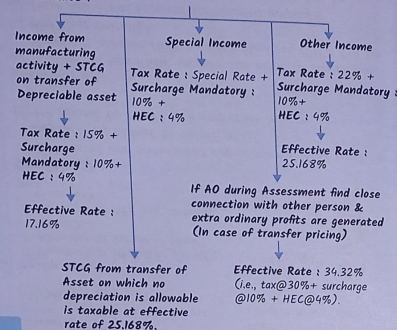 Income from
manufacturing
activity + STCG
on transfer of
Depreciable asset
Tax Rate : 15% +
Surcharge
Mandatory : 10%+
HEC : 4%
Effective Rate :
17.16%
Special Income
Tax Rate : Special Rate +
Surcharge Mandatory :
10% +
HEC : 4%
Other Income
Tax Rate : 22% +
Surcharge Mandatory :
10%+
HEC : 4%
Effective Rate :
25.168%
If AO during Assessment find close
connection with other person &
extra ordinary profits are generated
(In case of transfer pricing)
STCG from transfer of
Asset on which no
depreciation is allowable
is taxable at effective
rate of 25.168%.
Effective Rate : 34.32%
(i.e., tax@30%+ surcharge
@10% + HEC@4%).